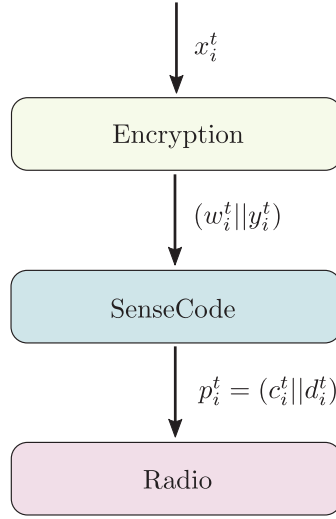 $x_i^t$
Encryption
$(w_i^t||y_i^t)$
SenseCode
$p_i^t = (c_i^t||d_i^t)$
Radio